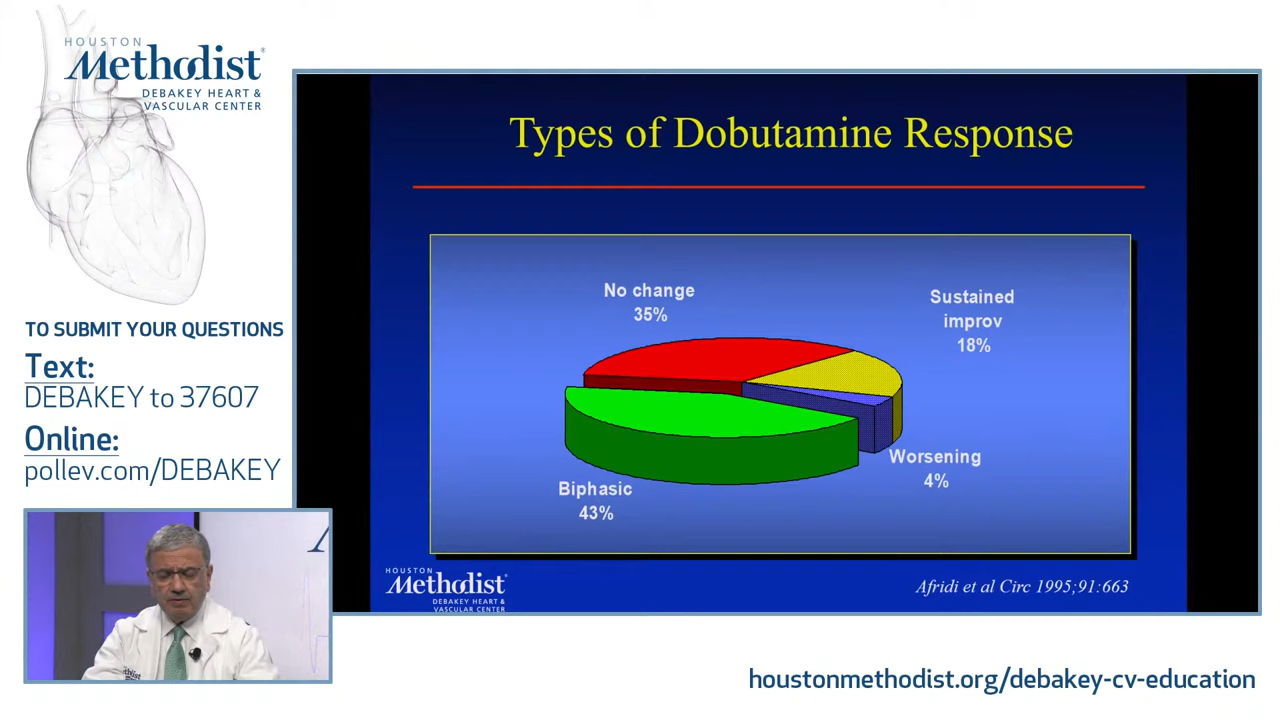 HOUSTON
Methodist
DEBAKEY HEART &
VASCULAR CENTER
TO SUBMIT YOUR QUESTIONS
Text:
DEBAKEY to 37607
Online:
pollev.com/DEBAKEY
Types of Dobutamine Response
No change
35%
Sustained
improv
18%
Worsening
4%
Biphasic
43%
HOUSTON
Methodist
DEBAKEY HEART &
VASCULAR CENTER
Afridi et al Circ 1995;91:663
houstonmethodist.org/debakey-cv-education